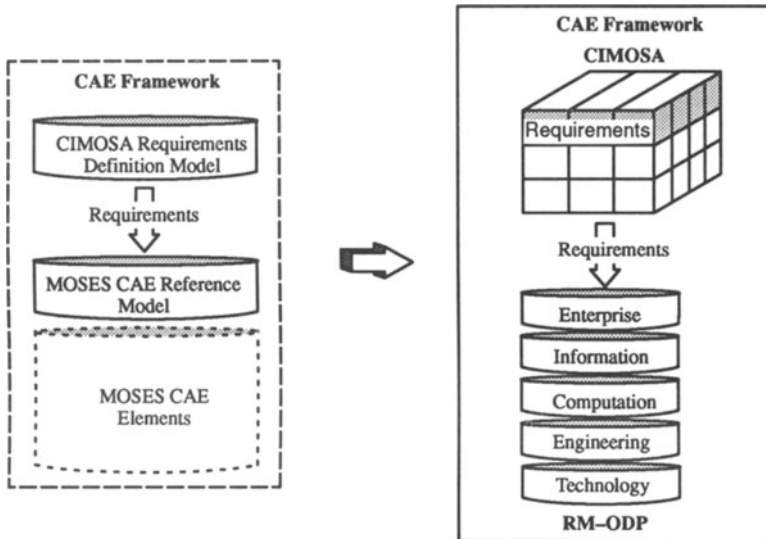 CAE Framework
CIMOSA Requirements
Definition Model
Requirements
MOSES CAE Reference
Model
MOSES CAE
Elements
CAE Framework
CIMOSA
Requirements
Requirements
Enterprise
Information
Computation
Engineering
Technology
RM–ODP